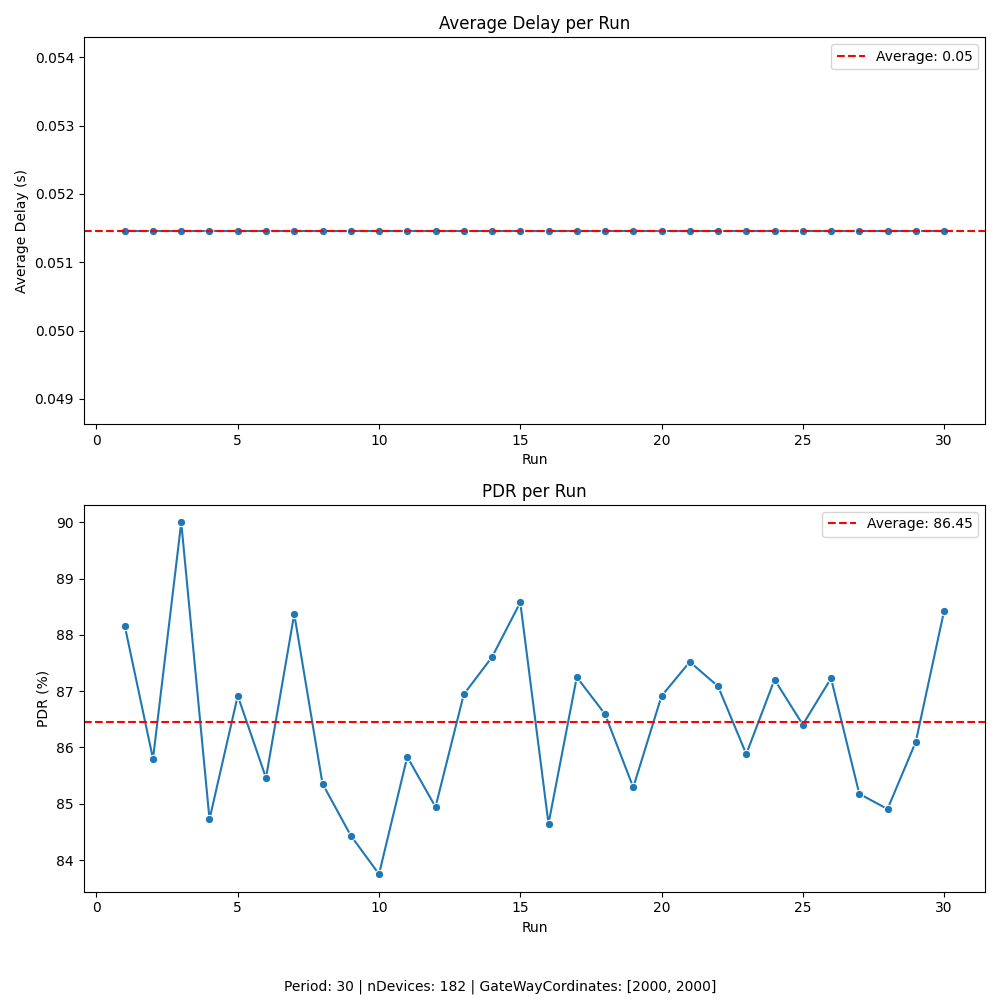 Average Delay per Run
Average: 0.05
Average Delay (s)
0.054
0.053
0.052
0.051
0.050
0.049
0 5 10 15 20 25 30
Run
PDR per Run
Average: 86.45
PDR (%)
90
89
88
87
86
85
84
0 5 10 15 20 25 30
Run
Period: 30 | nDevices: 182 | GateWayCordinates: [2000, 2000]